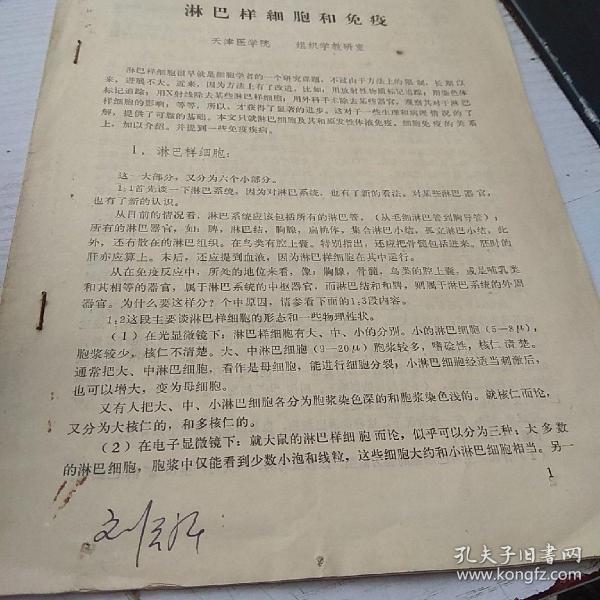 淋巴样細胞和免疫
天津医学院 組织学教研室
淋巴样细胞很早就是细胞学者的一个研究课题，不过由于方法上的限制，长期以
来，进展不大。近来，因为方法上有了改进，比如，用放射性物质标记追踪；用染色体
标记追踪；用X射线除去某些淋巴样细胞；用外科手术除去某些器官，观察其对于淋巴
样细胞的影响，等等，所以，才获得了显著的进步。这对于一些生理和病理情况的了
解，提供了可靠的基础。本文只就淋巴细胞及其和原发性体液免疫、细胞免疫的关系
上，加以介绍，并提到一些免疫疾病。
1．淋巴样细胞：
这一大部分，又分为六个小部分。
1：1首先谈一下淋巴系统，因为对淋巴系统，也有了新的看法，对某些淋巴器官，
也有了新的认识。
从目前的情况看，淋巴系统应该包括所有的淋巴管，（从毛细淋巴管到胸导管）；
所有的淋巴器官，如：脾，淋巴结，胸腺，扁桃体，集合淋巴小结，孤立淋巴小结。此
外，还有散在的淋巴组织。在鸟类有腔上囊。特别指出，还应把骨髓包括进来。胚时的
肝亦应算上。末后，还应提到血液，因为淋巴样细胞在其中运行。
从在免疫反应中，所处的地位来看，像：胸腺，骨髓，鸟类的腔上囊，或是哺乳类
和其相等的器官，属于淋巴系统的中枢器官，而淋巴结和和脾，则属于淋巴系统的外周
器官。为什么要这样分？个中原因，请参看下面的1：3段内容。
1：2这段主要谈淋巴样细胞的形态和一些物理性状。
（1）在光显微镜下：淋巴样细胞有大、中、小的分别。小的淋巴细胞（5—8μ），
胞浆较少，核仁不清楚。大、中淋巴细胞（9—20μ）胞浆较多，嗜硷性，核仁清楚。
通常把大、中淋巴细胞，看作是母细胞，能进行细胞分裂；小淋巴细胞经适当刺激后，
也可以增大，变为母细胞。
又有人把大、中、小淋巴细胞各分为胞浆染色深的和胞浆染色浅的。就核仁而论，
又分为大核仁的，和多核仁的。
（2）在电子显微镜下：就大鼠的淋巴样细胞而论，似乎可以分为三种：大多数
的淋巴细胞，胞浆中仅能看到少数小泡和线粒，这些细胞大约和小淋巴细胞相当。另一
1
孔夫子旧书网
www.kongfz.com